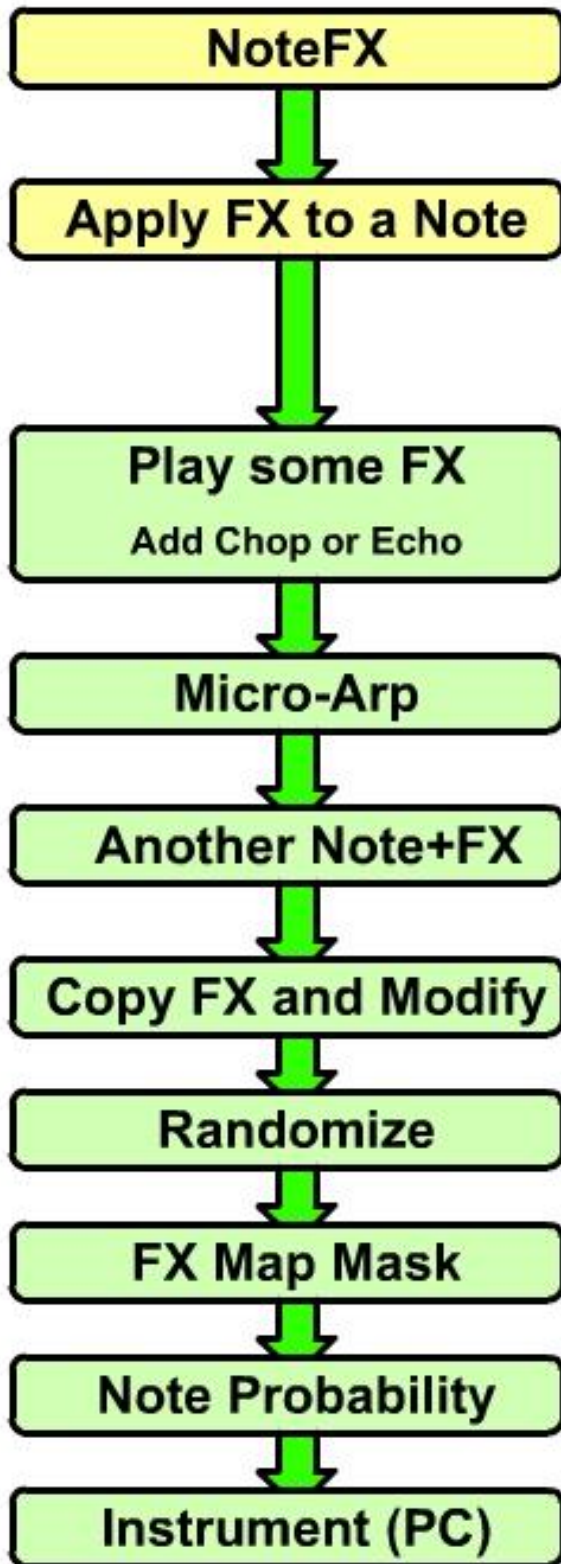 NoteFX
Apply FX to a Note
Play some FX
Add Chop or Echo
Micro-Arp
Another Note+FX
Copy FX and Modify
Randomize
FX Map Mask
Note Probability
Instrument (PC)